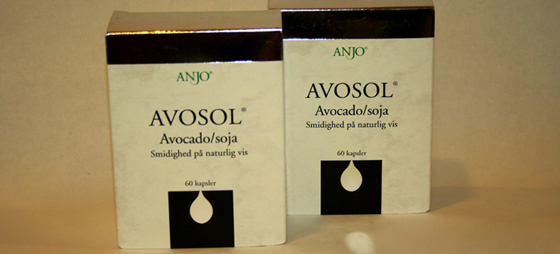 ANJO®
AVOSOL®
Avocado/soja
Smidighed på naturlig vis
60 kapsler
ANJO®
AVOSOL®
Avocado/soja
Smidighed på naturlig vis
60 kapsler